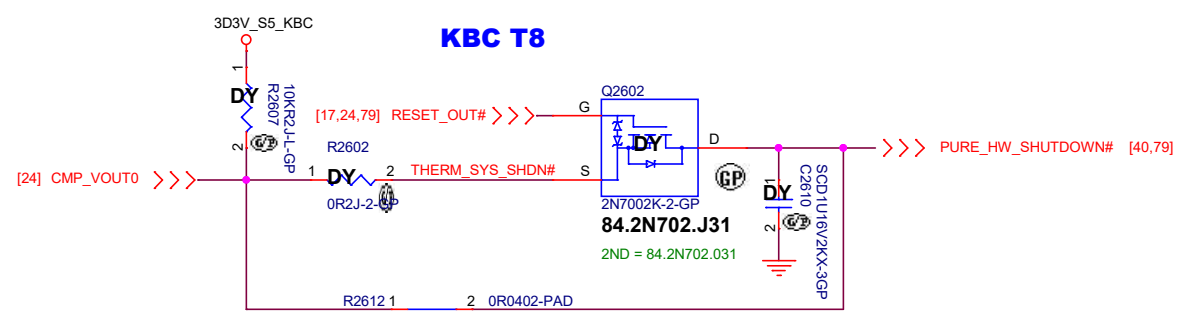 3D3V_S5_KBC
KBC T8
1
DY
R2607
10KR2J-L-GP
2
G/P
[17,24,79] RESET_OUT#
G
Q2602
DY
D
S
2N7002K-2-GP
84.2N702.J31
2ND = 84.2N702.031
GP
PURE_HW_SHUTDOWN# [40,79]
[24] CMP_VOUT0
R2602
1
DY
2
THERM_SYS_SHDN#
0R2J-2-GP
1
DY
2
G/P
C2610
SCD1U16V2KX-3GP
R2612 1
2 0R0402-PAD